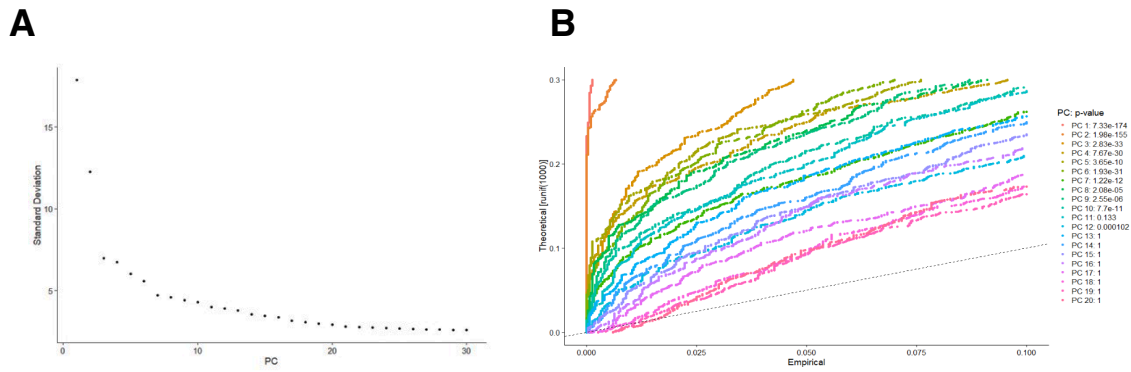 A
B
15
10
5
0
10
20
30
Standard Deviation
PC
0.3
0.2
0.1
0.0
0.000
0.025
0.050
0.075
0.100
Theoretical [runif(1000)]
Empirical
PC: p-value
PC 1: 7.33e-174
PC 2: 1.98e-155
PC 3: 2.83e-33
PC 4: 7.67e-30
PC 5: 3.65e-10
PC 6: 1.93e-31
PC 7: 1.22e-12
PC 8: 2.08e-05
PC 9: 2.55e-06
PC 10: 7.7e-11
PC 11: 0.133
PC 12: 0.000102
PC 13: 1
PC 14: 1
PC 15: 1
PC 16: 1
PC 17: 1
PC 18: 1
PC 19: 1
PC 20: 1